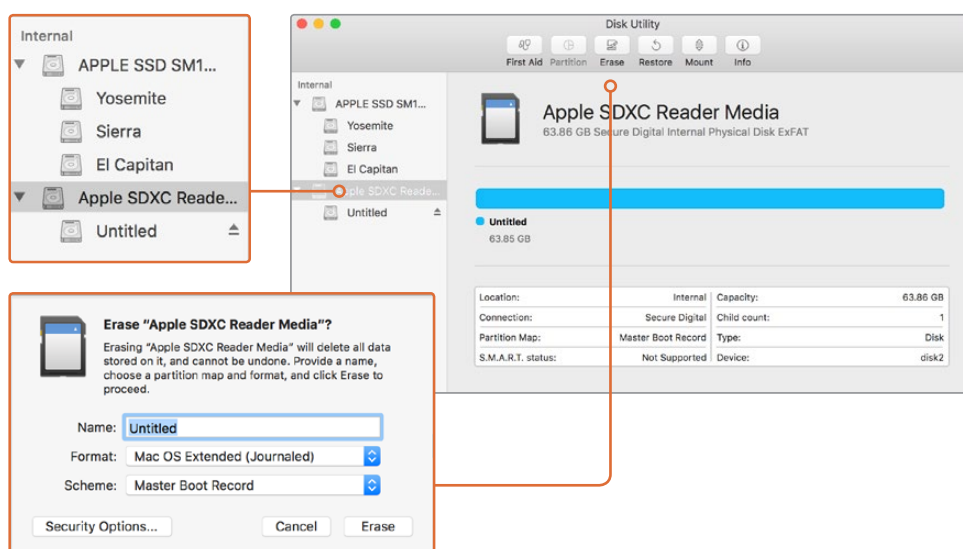 Internal
APPLE SSD SM1...
Yosemite
Sierra
El Capitan
Apple SDXC Reade...
Untitled
Disk Utility
First Aid Partition Erase Restore Mount Info
Internal
APPLE SSD SM1...
Yosemite
Sierra
El Capitan
ple SDXC Reade...
Untitled
Apple SDXC Reader Media
63.86 GB Secure Digital Internal Physical Disk ExFAT
Untitled
63.85 GB
Location: Internal Capacity: 63.86 GB
Connection: Secure Digital Child count: 1
Partition Map: Master Boot Record Type: Disk
S.M.A.R.T. status: Not Supported Device: disk2
Erase “Apple SDXC Reader Media”?
Erasing “Apple SDXC Reader Media” will delete all data
stored on it, and cannot be undone. Provide a name,
choose a partition map and format, and click Erase to
proceed.
Name: Untitled
Format: Mac OS Extended (Journaled)
Scheme: Master Boot Record
Security Options... Cancel Erase